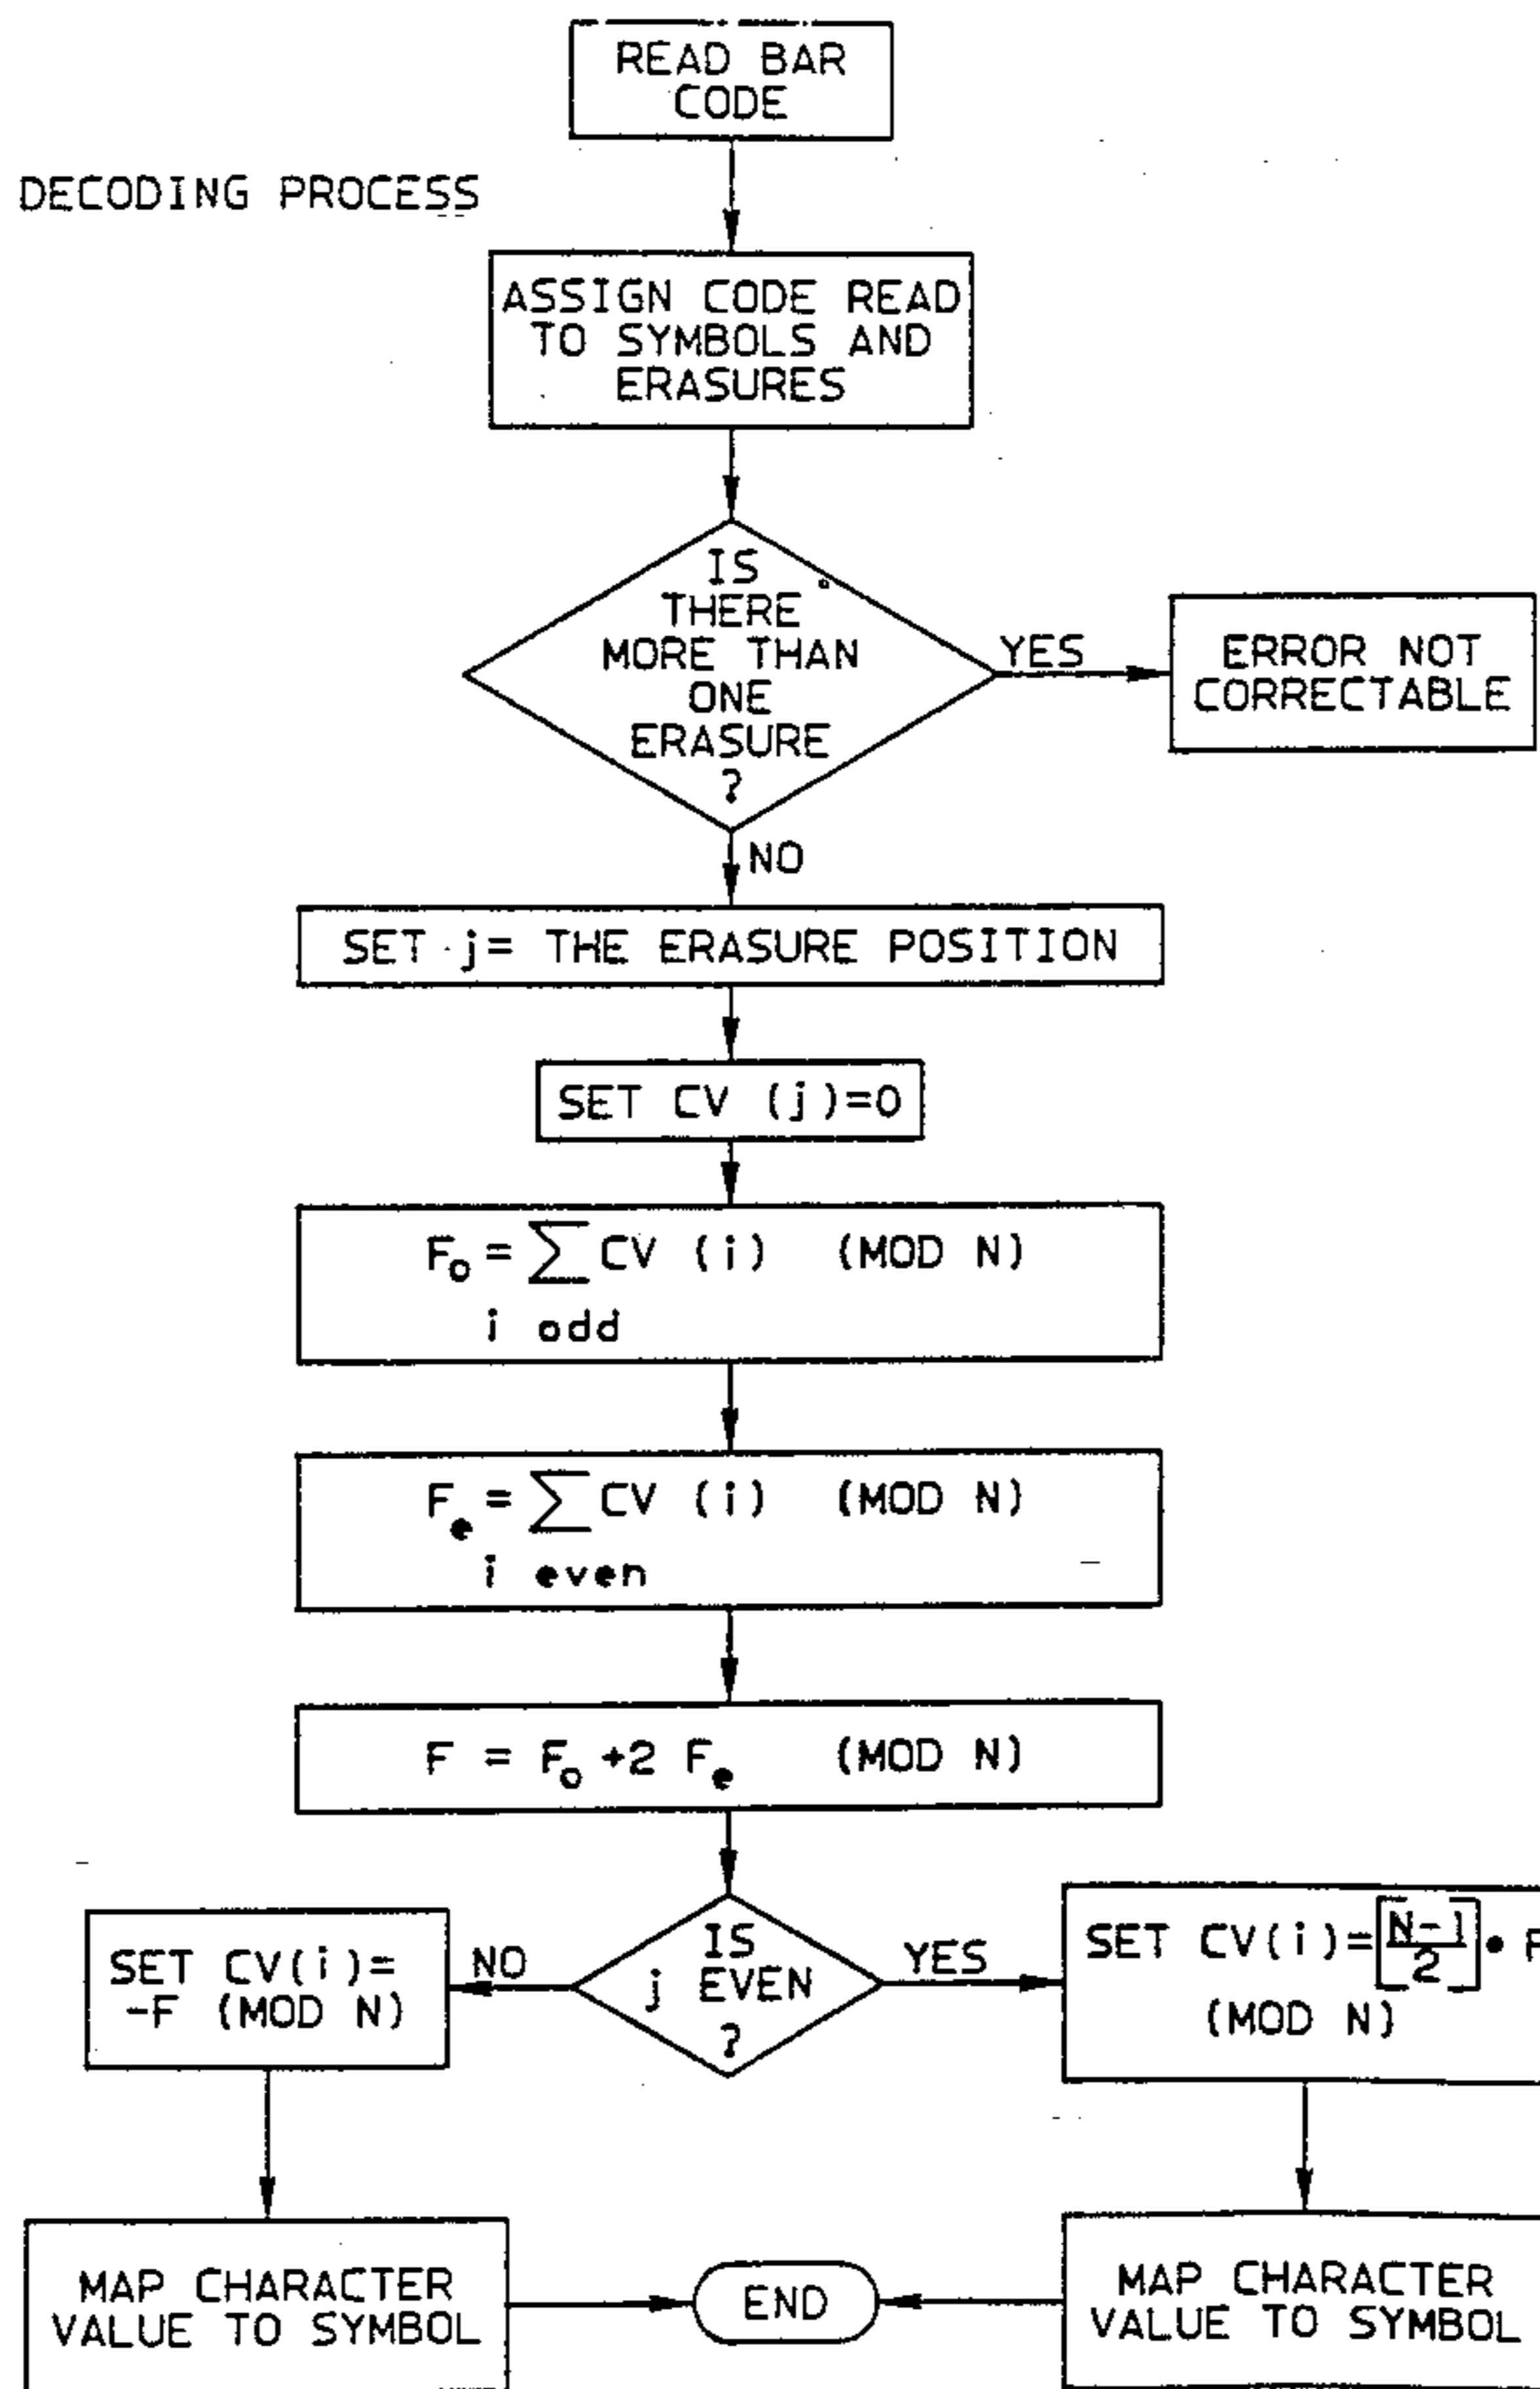 READ BAR
CODE
DECODING PROCESS
ASSIGN CODE READ
TO SYMBOLS AND
ERASURES
IS
THERE
MORE THAN
ONE
ERASURE
?
YES
ERROR NOT
CORRECTABLE
NO
SET j= THE ERASURE POSITION
SET CV (j)=0
Fo = ∑ CV (i) (MOD N)
i odd
Fe = ∑ CV (i) (MOD N)
i even
F = Fo +2 Fe (MOD N)
IS
j EVEN
?
NO
SET CV(i)=
-F (MOD N)
YES
SET CV(i)=[N-1/2]• F
(MOD N)
MAP CHARACTER
VALUE TO SYMBOL
END
MAP CHARACTER
VALUE TO SYMBOL